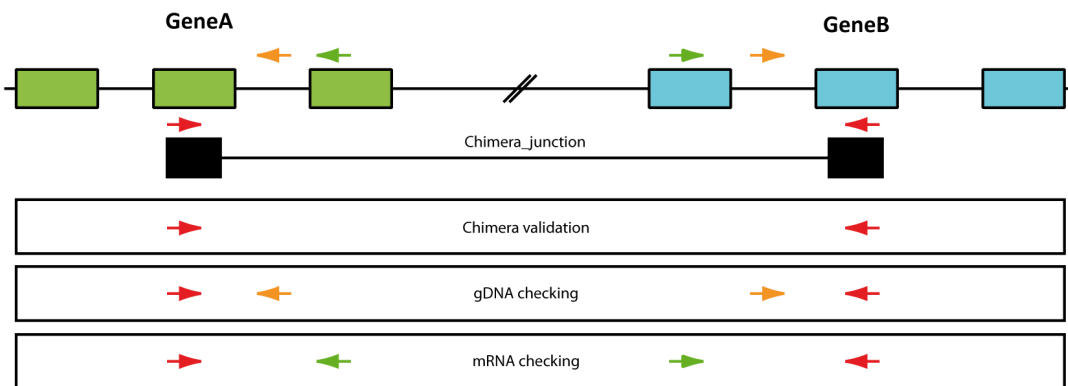 GeneA
GeneB
Chimera_junction
Chimera validation
gDNA checking
mRNA checking